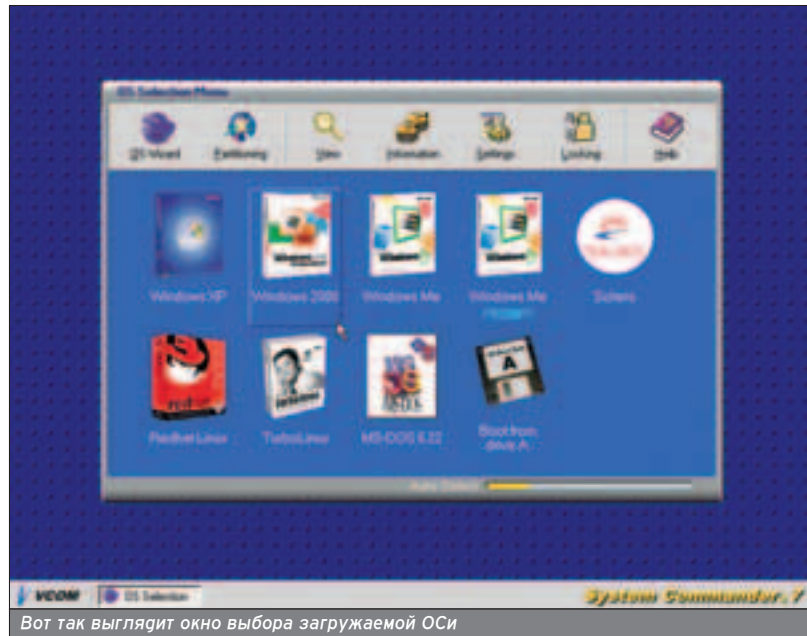 OS Selection Menu
OS Wizard Partitioning View Information Settings Locking Help
Windows XP Windows 2000 Windows Me Windows Me
RedHat Linux TurboLinux MS-DOS 6.22 Boot from
drive A
A
VCOM OS Selection System Commander. 7
Вот так выглядит окно выбора загружаемой ОСи